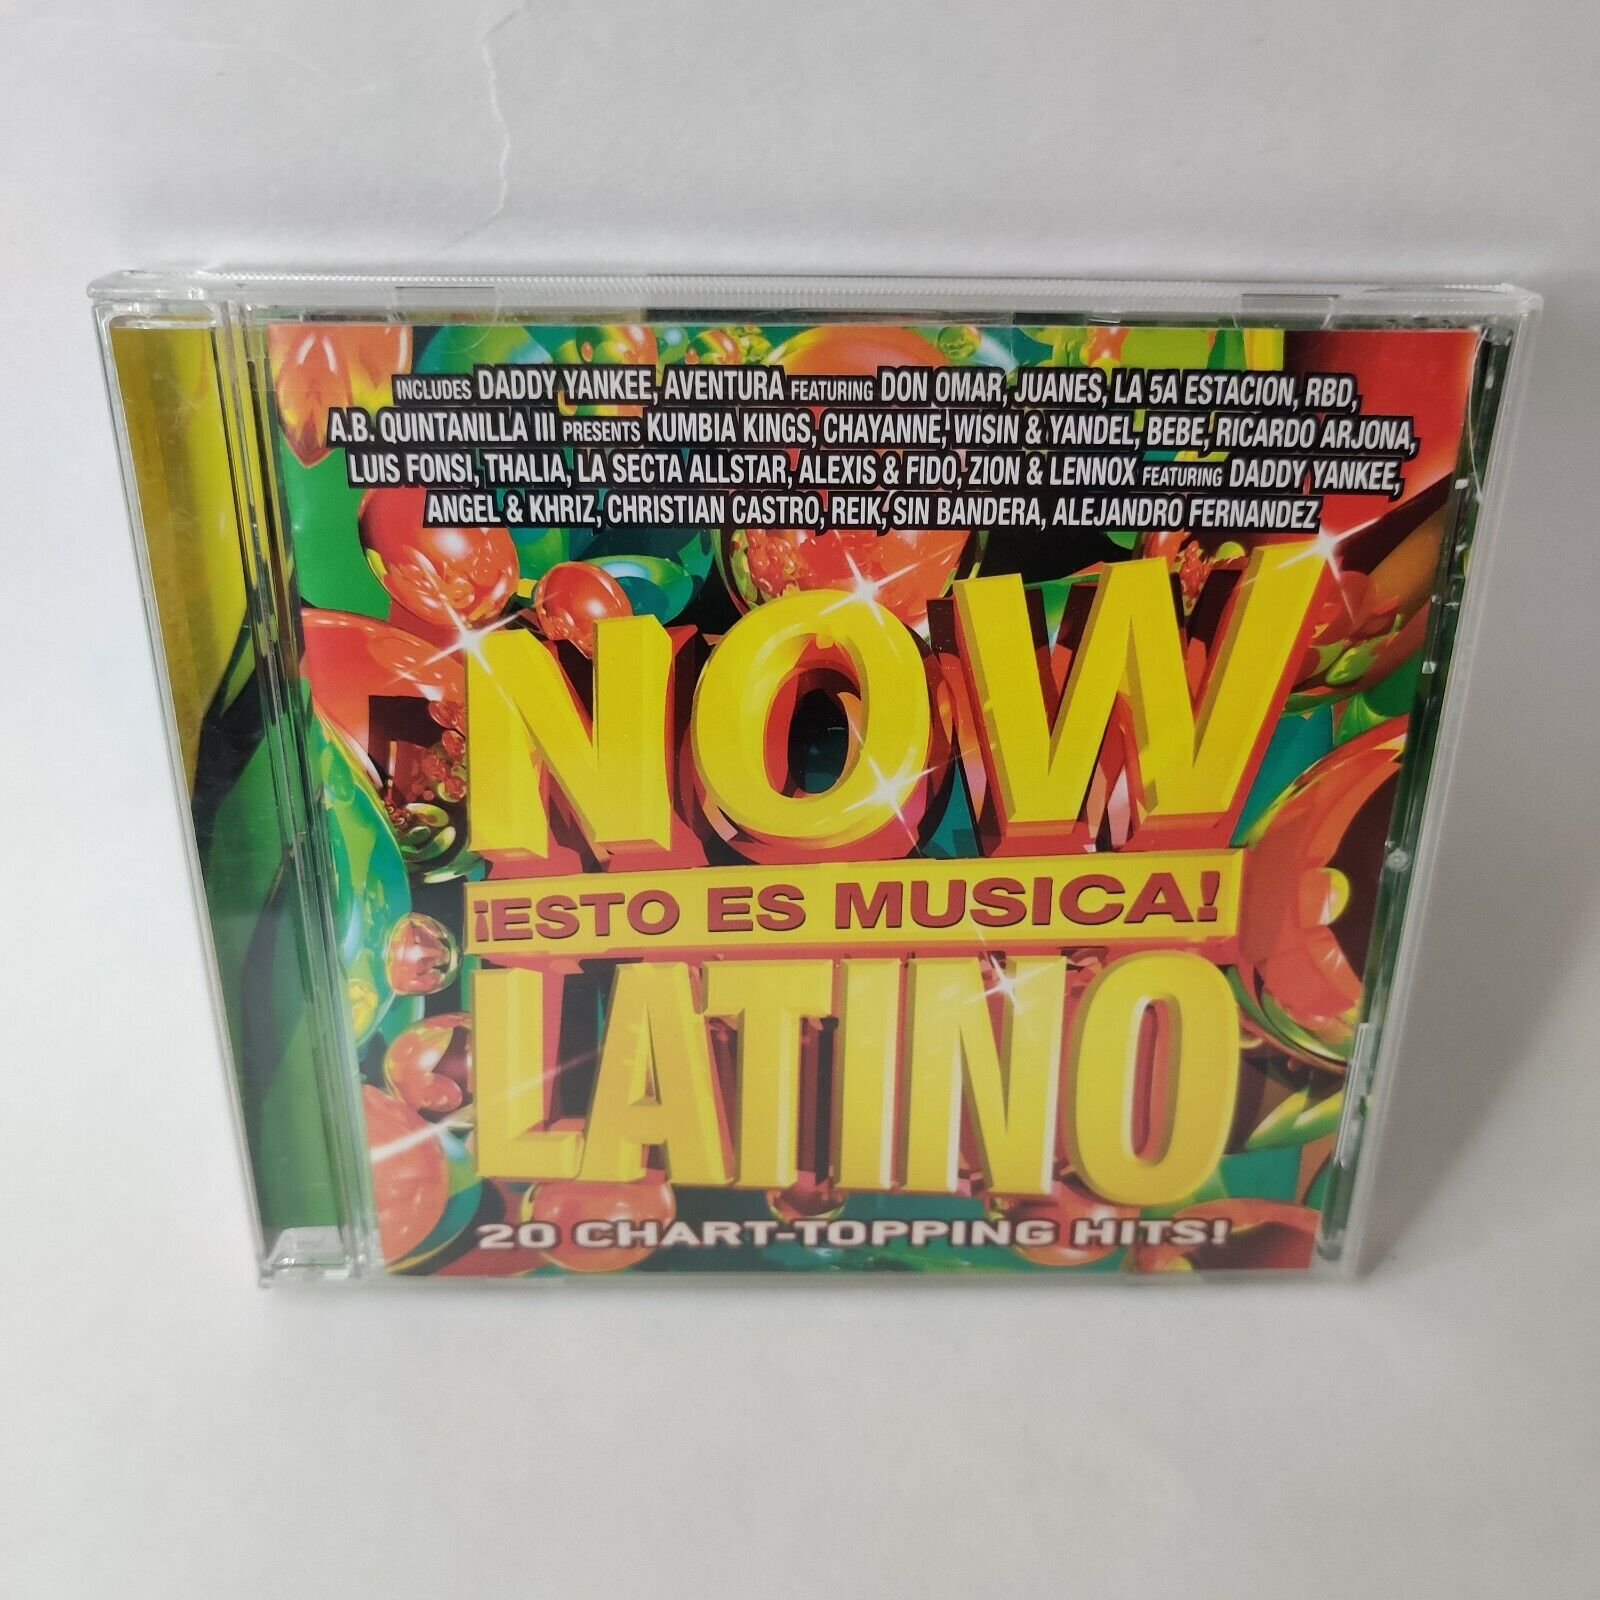 INCLUDES DADDY YANKEE, AVENTURA FEATURING DON OMAR, JUANES, LA 5A ESTACION, RBD,
A.B. QUINTANILLA III PRESENTS KUMBIA KINGS, CHAYANNE, WISIN & YANDEL, BEBE, RICARDO ARJONA,
LUIS FONSI, THALIA, LA SECTA ALLSTAR, ALEXIS & FIDO, ZION & LENNOX FEATURING DADDY YANKEE,
ANGEL & KHRIZ, CHRISTIAN CASTRO, REIK, SIN BANDERA, ALEJANDRO FERNANDEZ
NOW
¡ESTO ES MUSICA!
LATINO
20 CHART-TOPPING HITS!